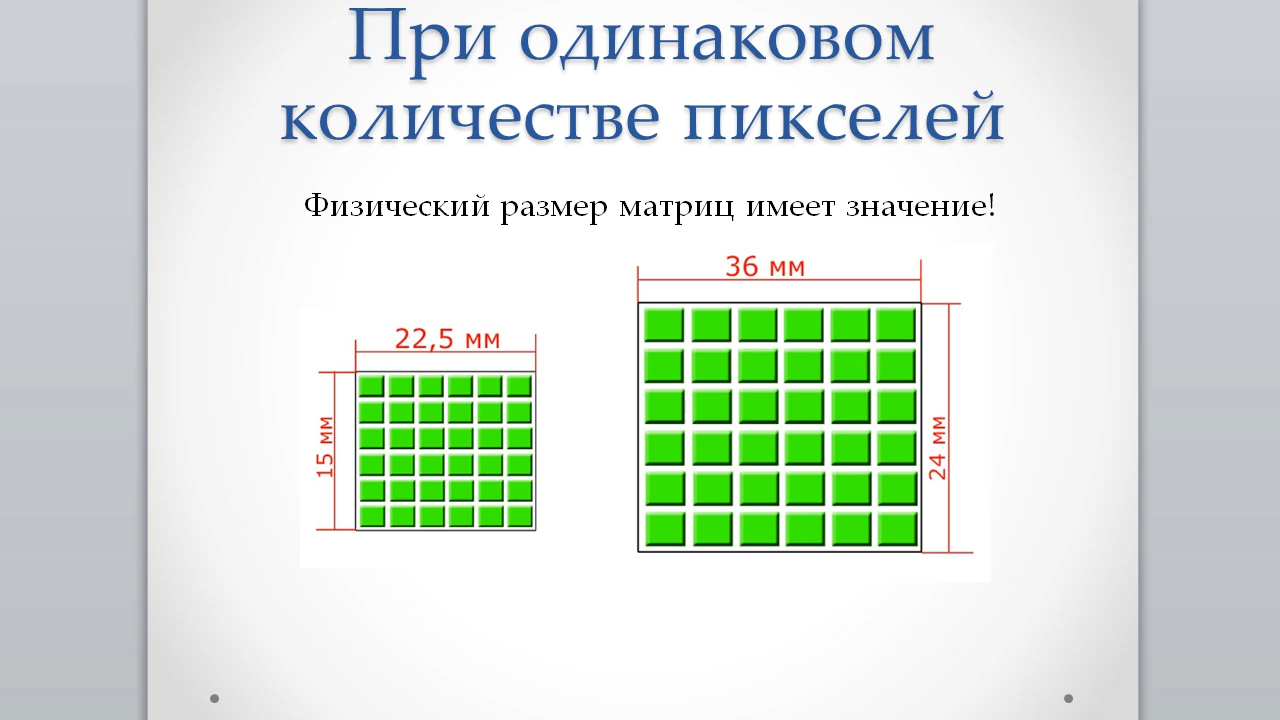 При одинаковом
количестве пикселей
Физический размер матриц имеет значение!
36 мм
22,5 мм
15 мм
24 мм